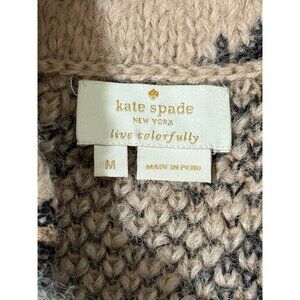 kate spade
NEW YORK
live colorfully
M
MADE IN PERU